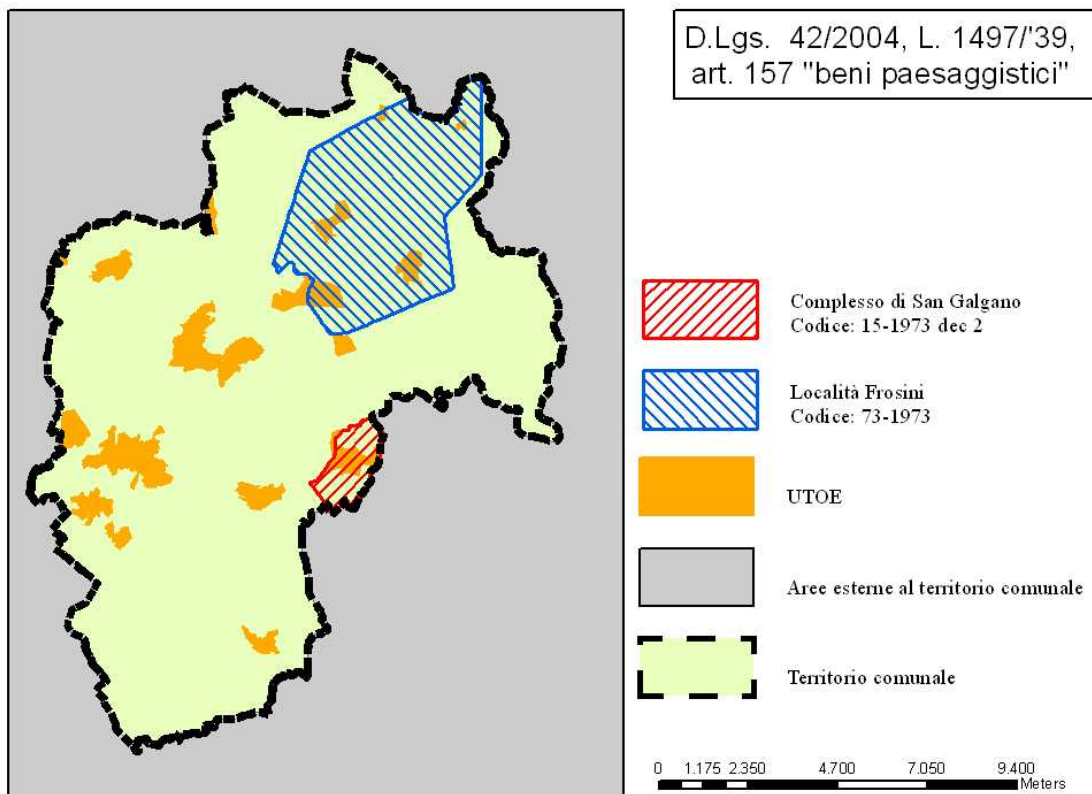 D.Lgs. 42/2004, L. 1497/'39,
art. 157 "beni paesaggistici"
Complesso di San Galgano
Codice: 15-1973 dec 2
Località Frosini
Codice: 73-1973
UTOE
Aree esterne al territorio comunale
Territorio comunale
0 1.175 2.350 4.700 7.050 9.400
Meters